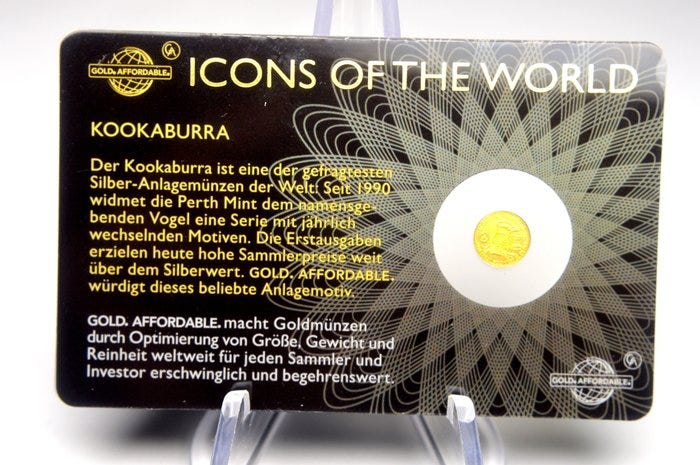 GOLD. AFFORDABLE.
CA
ICONS OF THE WORLD
KOOKABURRA
Der Kookaburra ist eine der gefragtesten
Silber-Anlagemünzen der Welt. Seit 1990
widmet die Perth Mint dem namensge-
benden Vogel eine Serie mit jährlich
wechselnden Motiven. Die Erstausgaben
erzielen heute hohe Sammlerpreise weit
über dem Silberwert. GOLD. AFFORDABLE.
würdigt dieses beliebte Anlagemotiv.
GOLD. AFFORDABLE. macht Goldmünzen
durch Optimierung von Größe, Gewicht und
Reinheit weltweit für jeden Sammler und
Investor erschwinglich und begehrenswert.
GOLD. AFFORDABLE.
CA